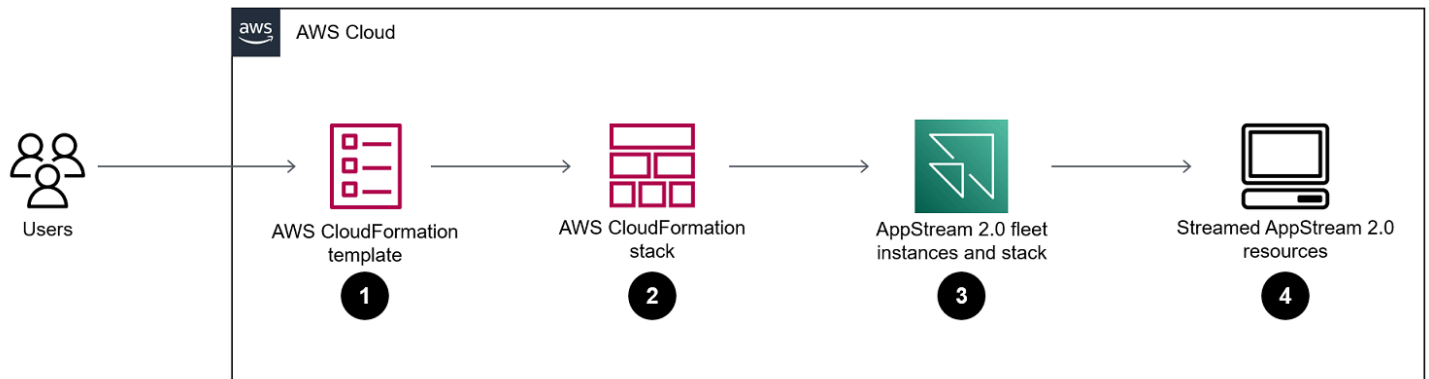 aws
AWS Cloud
Users
AWS CloudFormation
template
1
AWS CloudFormation
stack
2
AppStream 2.0 fleet
instances and stack
3
Streamed AppStream 2.0
resources
4